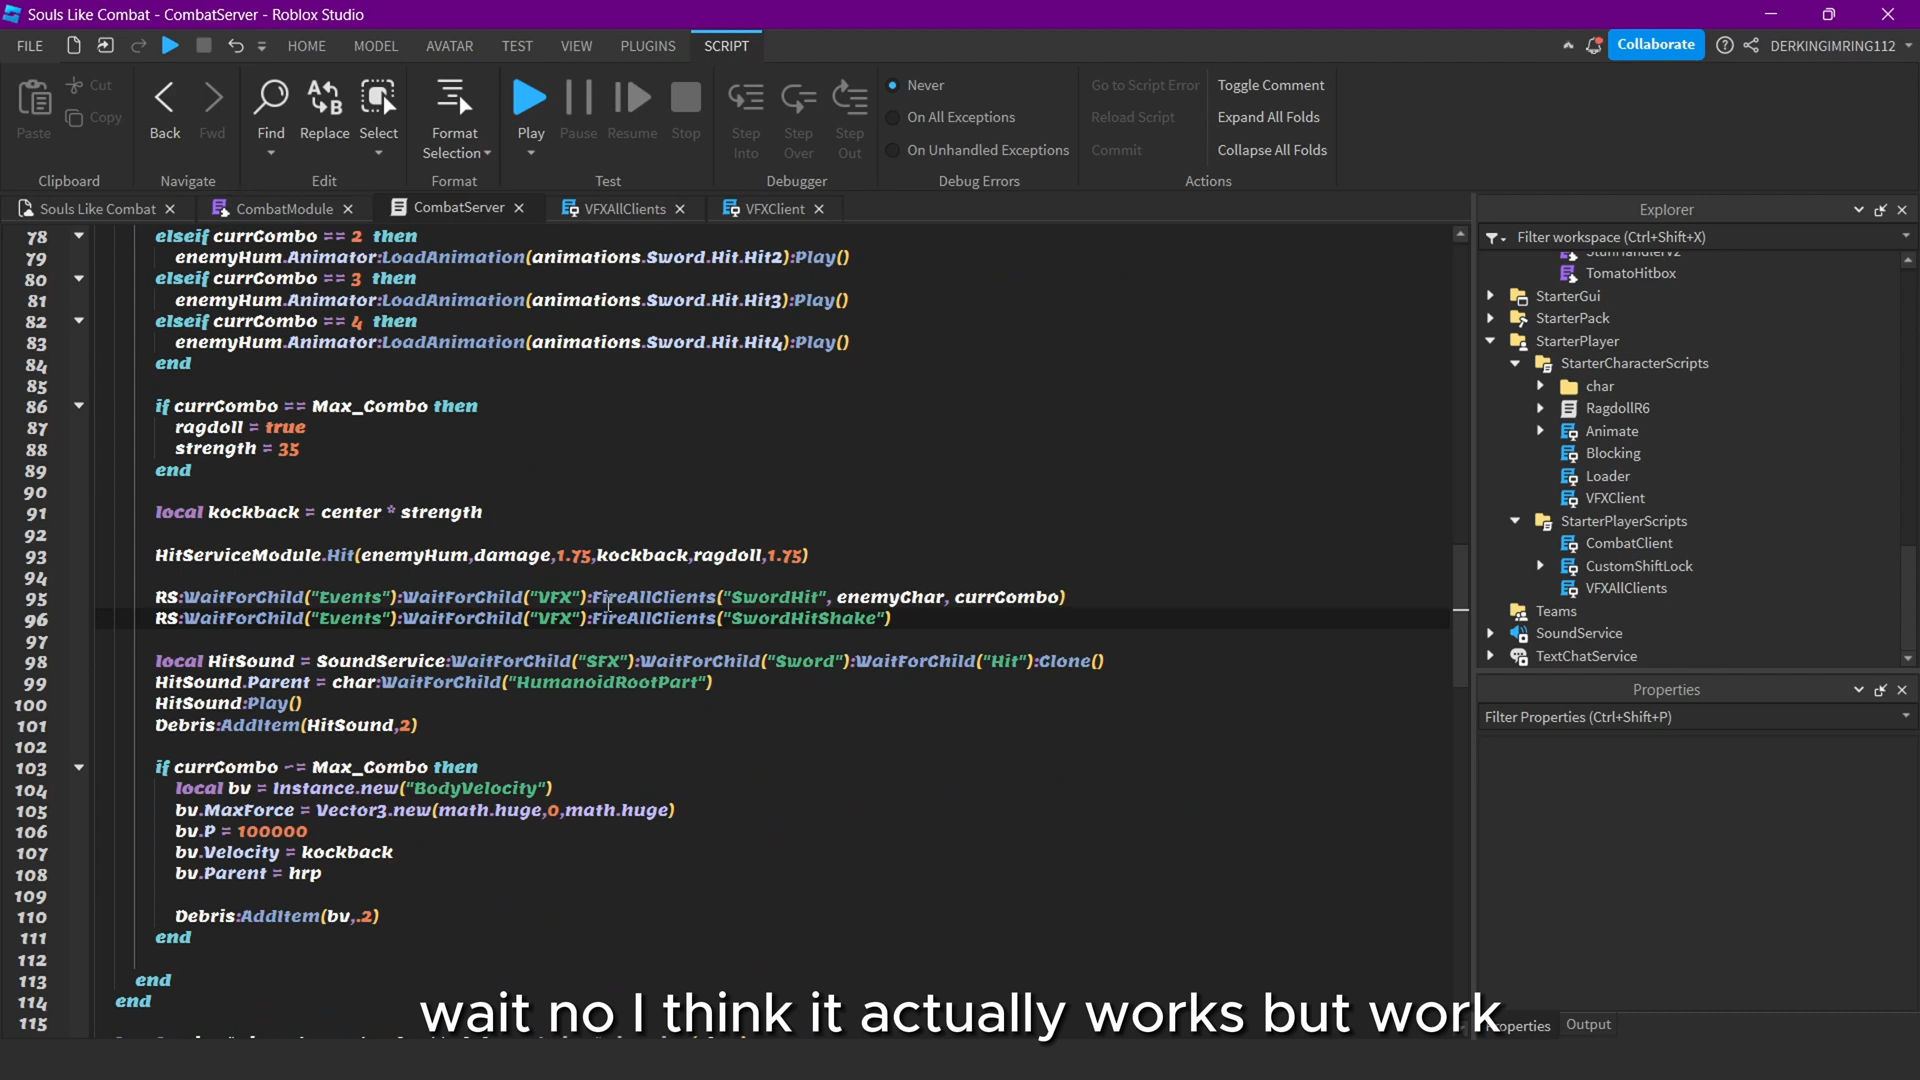 Souls Like Combat - CombatServer - Roblox Studio
FILE HOME MODEL AVATAR TEST VIEW PLUGINS SCRIPT Collaborate DERKINGIMRING112
Paste Cut Copy Back Fwd Find Replace Select Format Selection Play Pause Resume Stop Step Into Step Over Step Out
Never Go to Script Error Toggle Comment
On All Exceptions Reload Script Expand All Folds
On Unhandled Exceptions Commit Collapse All Folds
Clipboard Navigate Edit Format Test Debugger Debug Errors Actions
Souls Like Combat CombatModule CombatServer VFXAllClients VFXClient
78 elseif currCombo == 2 then
79 enemyHum.Animator:LoadAnimation(animations.Sword.Hit.Hit2):Play()
80 elseif currCombo == 3 then
81 enemyHum.Animator:LoadAnimation(animations.Sword.Hit.Hit3):Play()
82 elseif currCombo == 4 then
83 enemyHum.Animator:LoadAnimation(animations.Sword.Hit.Hit4):Play()
84 end
85
86 if currCombo == Max_Combo then
87 ragdoll = true
88 strength = 35
89 end
90
91 local kockback = center * strength
92
93 HitServiceModule.Hit(enemyHum,damage,1.75,kockback,ragdoll,1.75)
94
95 RS:WaitForChild("Events"):WaitForChild("VFX"):FireAllClients("SwordHit", enemyChar, currCombo)
96 RS:WaitForChild("Events"):WaitForChild("VFX"):FireAllClients("SwordHitShake")
97
98 local HitSound = SoundService:WaitForChild("SFX"):WaitForChild("Sword"):WaitForChild("Hit"):Clone()
99 HitSound.Parent = char:WaitForChild("HumanoidRootPart")
100 HitSound:Play()
101 Debris:AddItem(HitSound,2)
102
103 if currCombo ~= Max_Combo then
104 local bv = Instance.new("BodyVelocity")
105 bv.MaxForce = Vector3.new(math.huge,0,math.huge)
106 bv.P = 100000
107 bv.Velocity = kockback
108 bv.Parent = hrp
109
110 Debris:AddItem(bv,.2)
111 end
112
113 end
114 end
115
Explorer
Filter workspace (Ctrl+Shift+X)
StunHandlerV2
TomatoHitbox
StarterGui
StarterPack
StarterPlayer
StarterCharacterScripts
char
RagdollR6
Animate
Blocking
Loader
VFXClient
StarterPlayerScripts
CombatClient
CustomShiftLock
VFXAllClients
Teams
SoundService
TextChatService
Properties
Filter Properties (Ctrl+Shift+P)
Properties Output
wait no I think it actually works but work